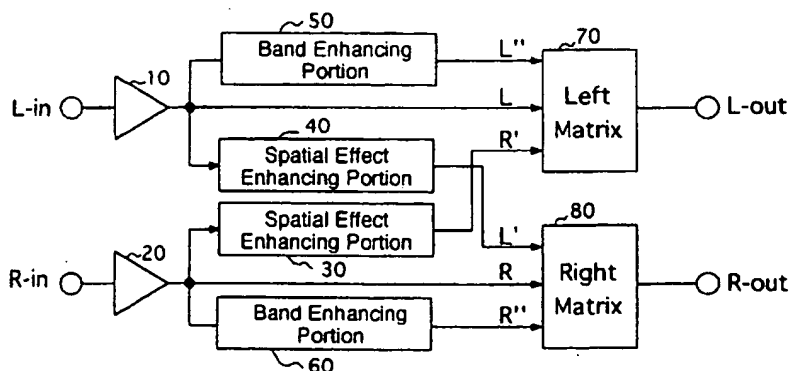 50
Band Enhancing
Portion
L''
70
10
L-in
L
Left
Matrix
L-out
40
Spatial Effect
Enhancing Portion
R'
Spatial Effect
Enhancing Portion
30
20
L'
80
R-in
R
Right
Matrix
R-out
Band Enhancing
Portion
R''
60